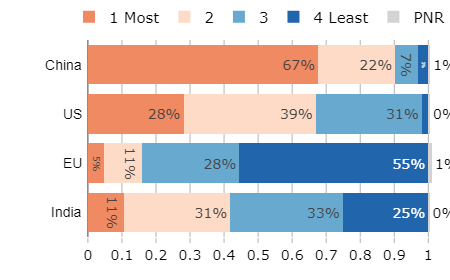 1 Most 2 3 4 Least PNR
China 67% 22% 7% 1%
US 28% 39% 31% 0%
EU 5% 11% 28% 55% 1%
India 11% 31% 33% 25% 0%
0 0.1 0.2 0.3 0.4 0.5 0.6 0.7 0.8 0.9 1